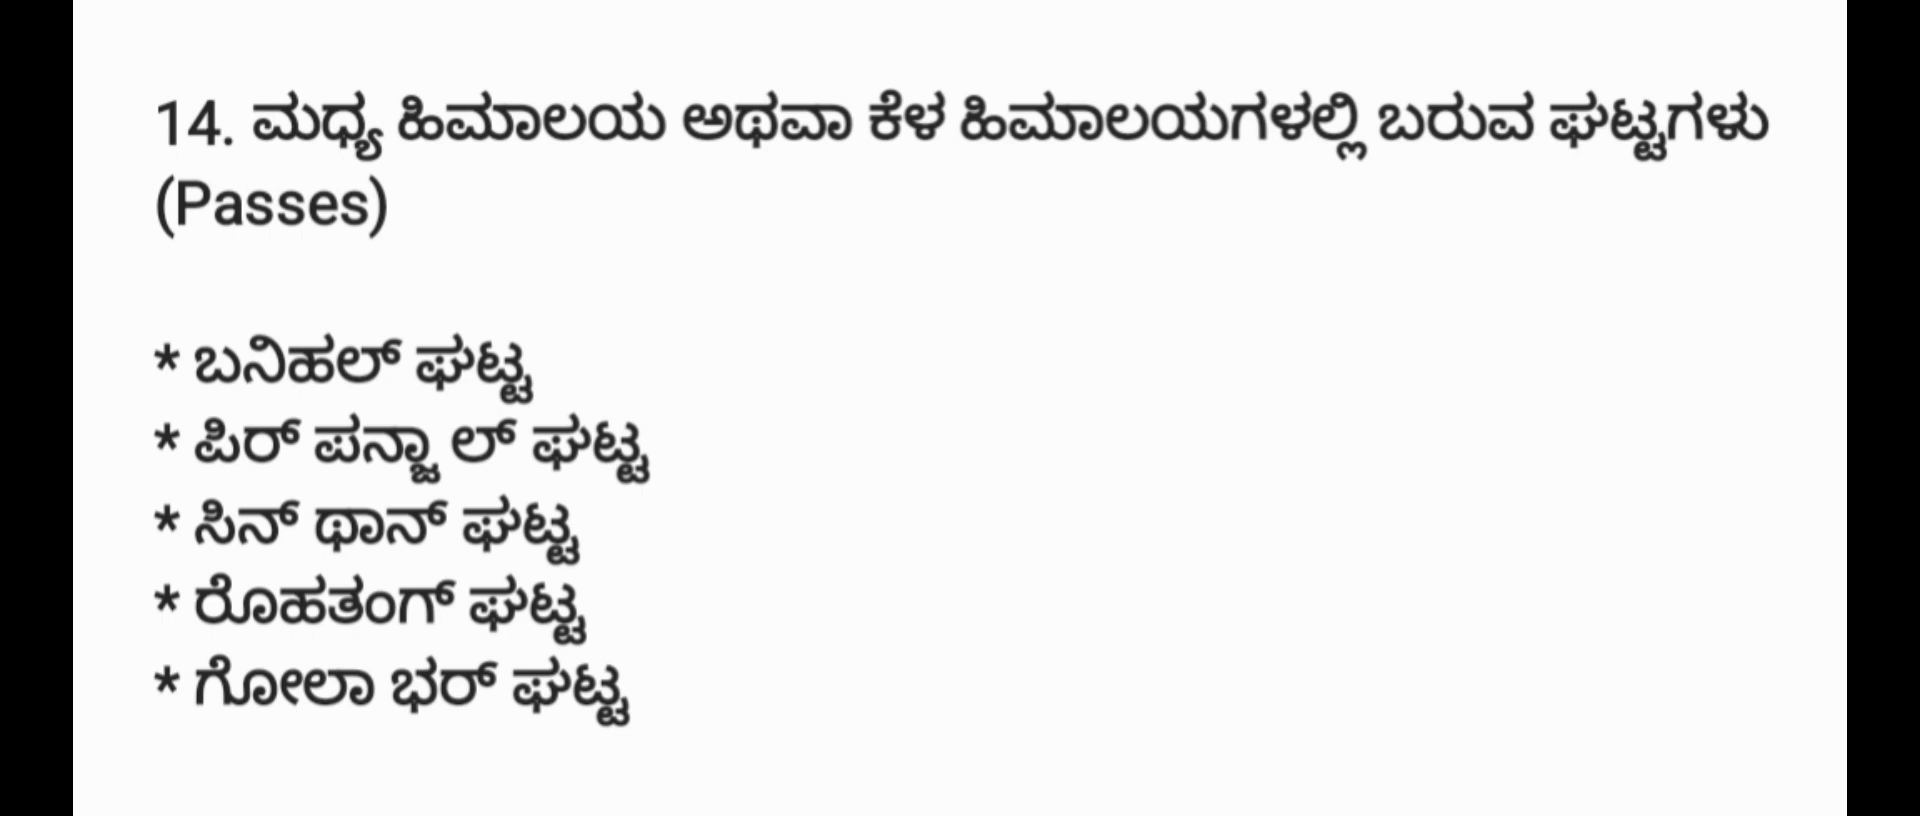 14. ಮಧ್ಯ ಹಿಮಾಲಯ ಅಥವಾ ಕೆಳ ಹಿಮಾಲಯಗಳಲ್ಲಿ ಬರುವ ಘಟ್ಟಗಳು
(Passes)
* ಬನಿಹಲ್ ಘಟ್ಟ
* ಪಿರ್ ಪನ್ಜಾ ಲ್ ಘಟ್ಟ
* ಸಿನ್ ಥಾನ್ ಘಟ್ಟ
* ರೊಹತಂಗ್ ಘಟ್ಟ
* ಗೋಲಾ ಭರ್ ಘಟ್ಟ